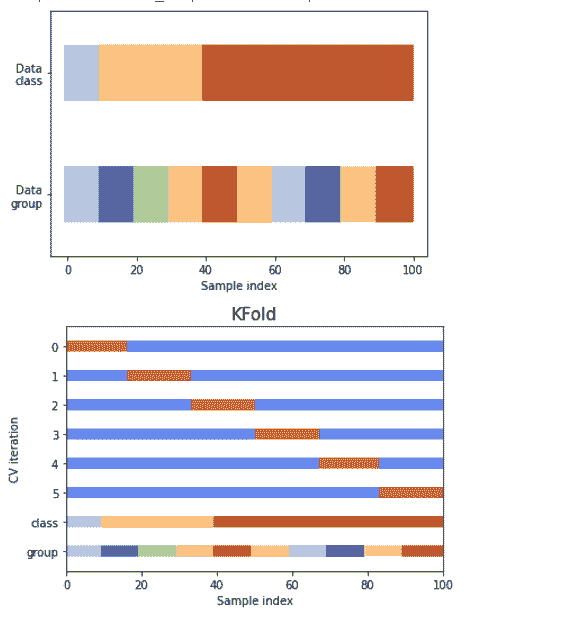 Data
class
Data
group
0 20 40 60 80 100
Sample index
KFold
0
1
2
3
4
5
class
group
CV iteration
0 20 40 60 80 100
Sample index